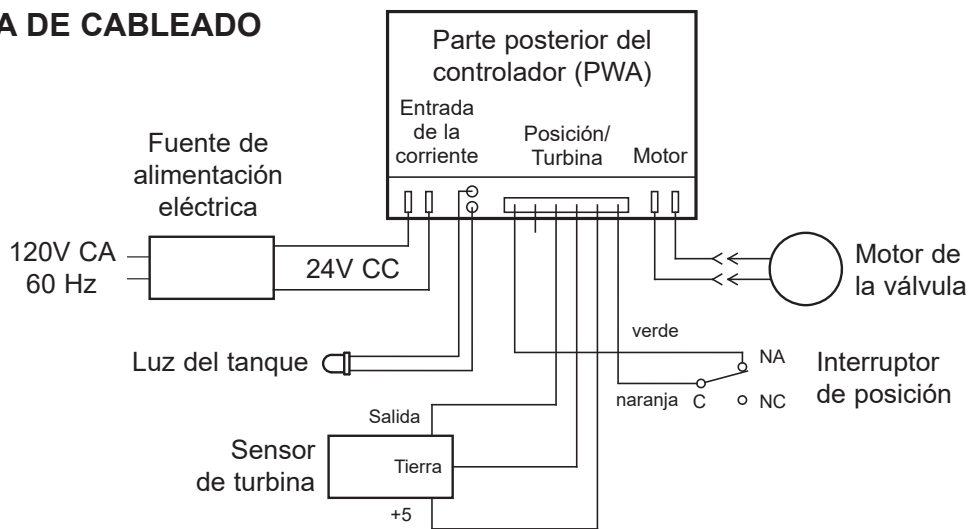 A DE CABLEADO
Parte posterior del
controlador (PWA)
Entrada
de la
corriente
Posición/
Turbina
Motor
Fuente de
alimentación
eléctrica
120V CA
60 Hz
24V CC
Motor de
la válvula
verde
NA
Luz del tanque
Interruptor
de posición
naranja
C
NC
Salida
Sensor
de turbina
Tierra
+5